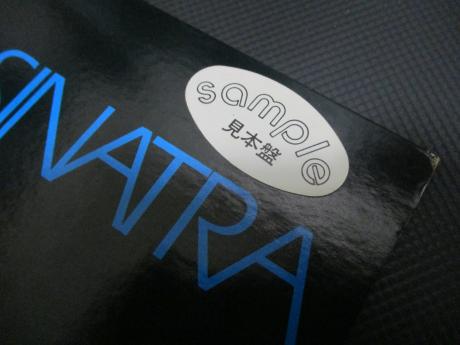 sample
見本盤
SINATRA